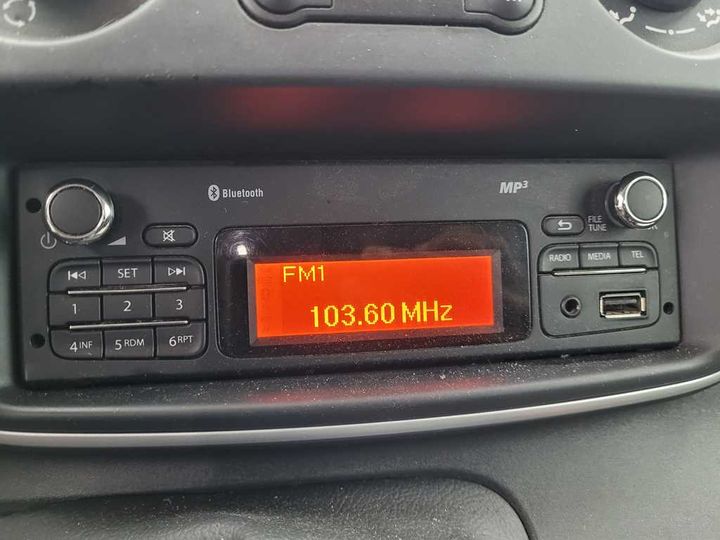 Bluetooth
MP3
FILE
TUNE
SET
RADIO MEDIA TEL
1 2 3
4 INF 5 RDM 6 RPT
FM1
103.60 MHz